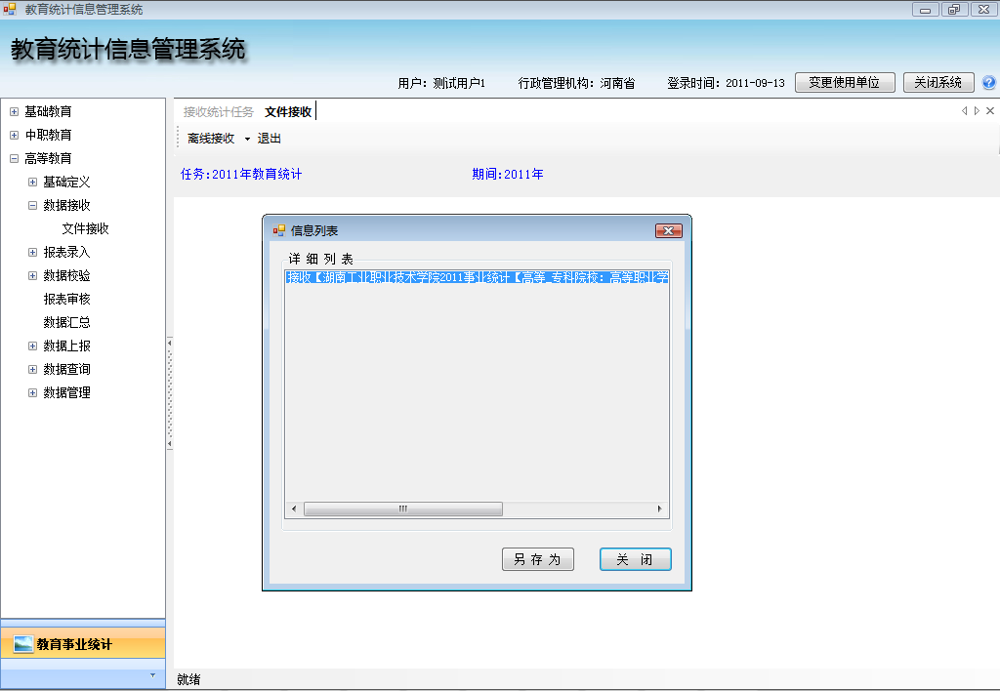 教育统计信息管理系统
教育统计信息管理系统
用户：测试用户1 行政管理机构：河南省 登录时间：2011-09-13 变更使用单位 关闭系统
基础教育
中职教育
高等教育
基础定义
数据接收
文件接收
报表录入
数据校验
报表审核
数据汇总
数据上报
数据查询
数据管理
教育事业统计
接收统计任务 文件接收
离线接收 退出
任务:2011年教育统计 期间:2011年
信息列表
详细列表
接收【湖南工业职业技术学院2011事业统计【高等_专科院校：高等职业学
另存为 关闭
就绪